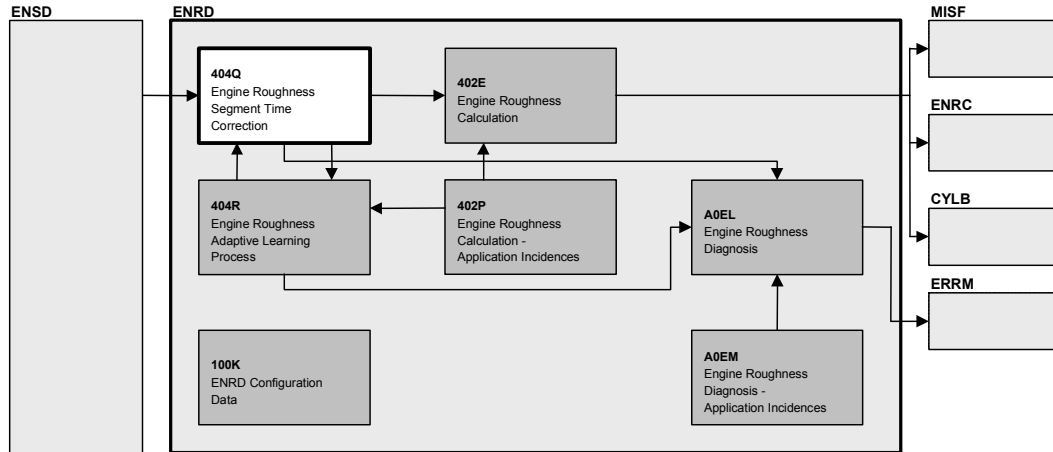 ENSD
ENRD
MISF
404Q
Engine Roughness
Segment Time
Correction
402E
Engine Roughness
Calculation
ENRC
404R
Engine Roughness
Adaptive Learning
Process
402P
Engine Roughness
Calculation -
Application Incidences
A0EL
Engine Roughness
Diagnosis
CYLB
ERRM
100K
ENRD Configuration
Data
A0EM
Engine Roughness
Diagnosis -
Application Incidences